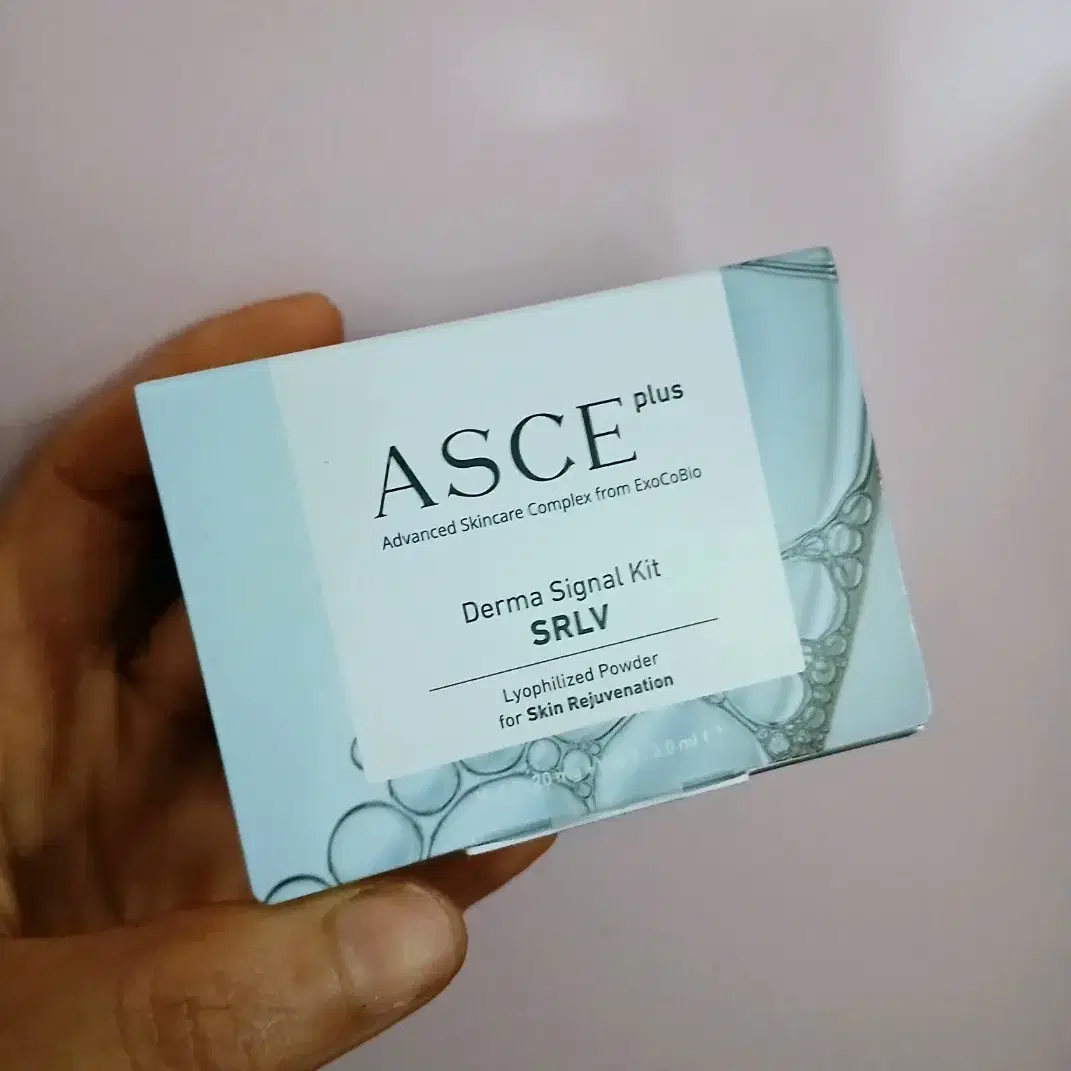 ASCE plus
Advanced Skincare Complex from ExoCoBio
Derma Signal Kit
SRLV
Lyophilized Powder
for Skin Rejuvenation